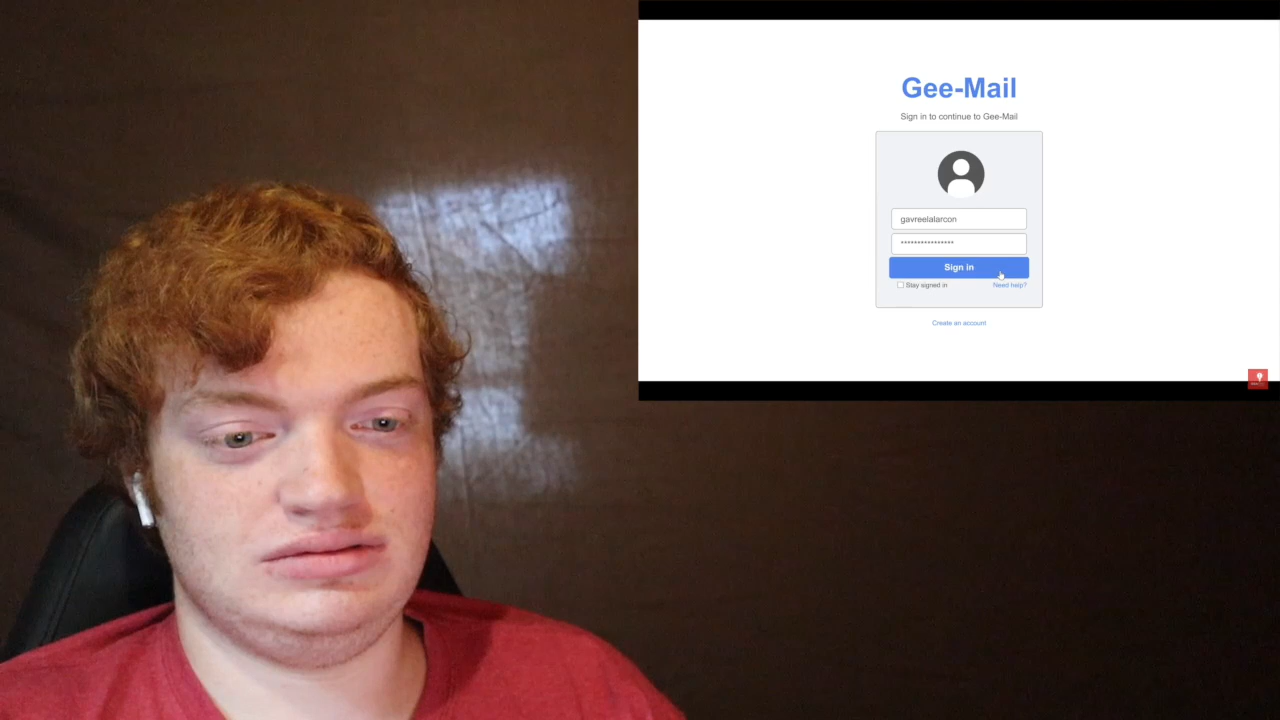 Gee-Mail
Sign in to continue to Gee-Mail
gavreelalarcon
****************
Sign in
Stay signed in
Need help?
Create an account